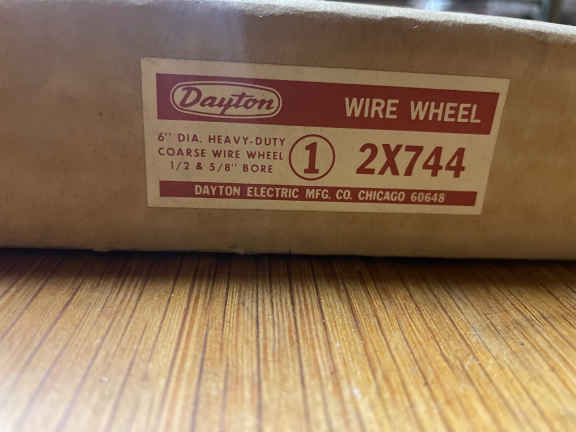 Dayton
WIRE WHEEL
6" DIA. HEAVY-DUTY
COARSE WIRE WHEEL
1/2 & 5/8" BORE
1
2X744
DAYTON ELECTRIC MFG. CO. CHICAGO 60648